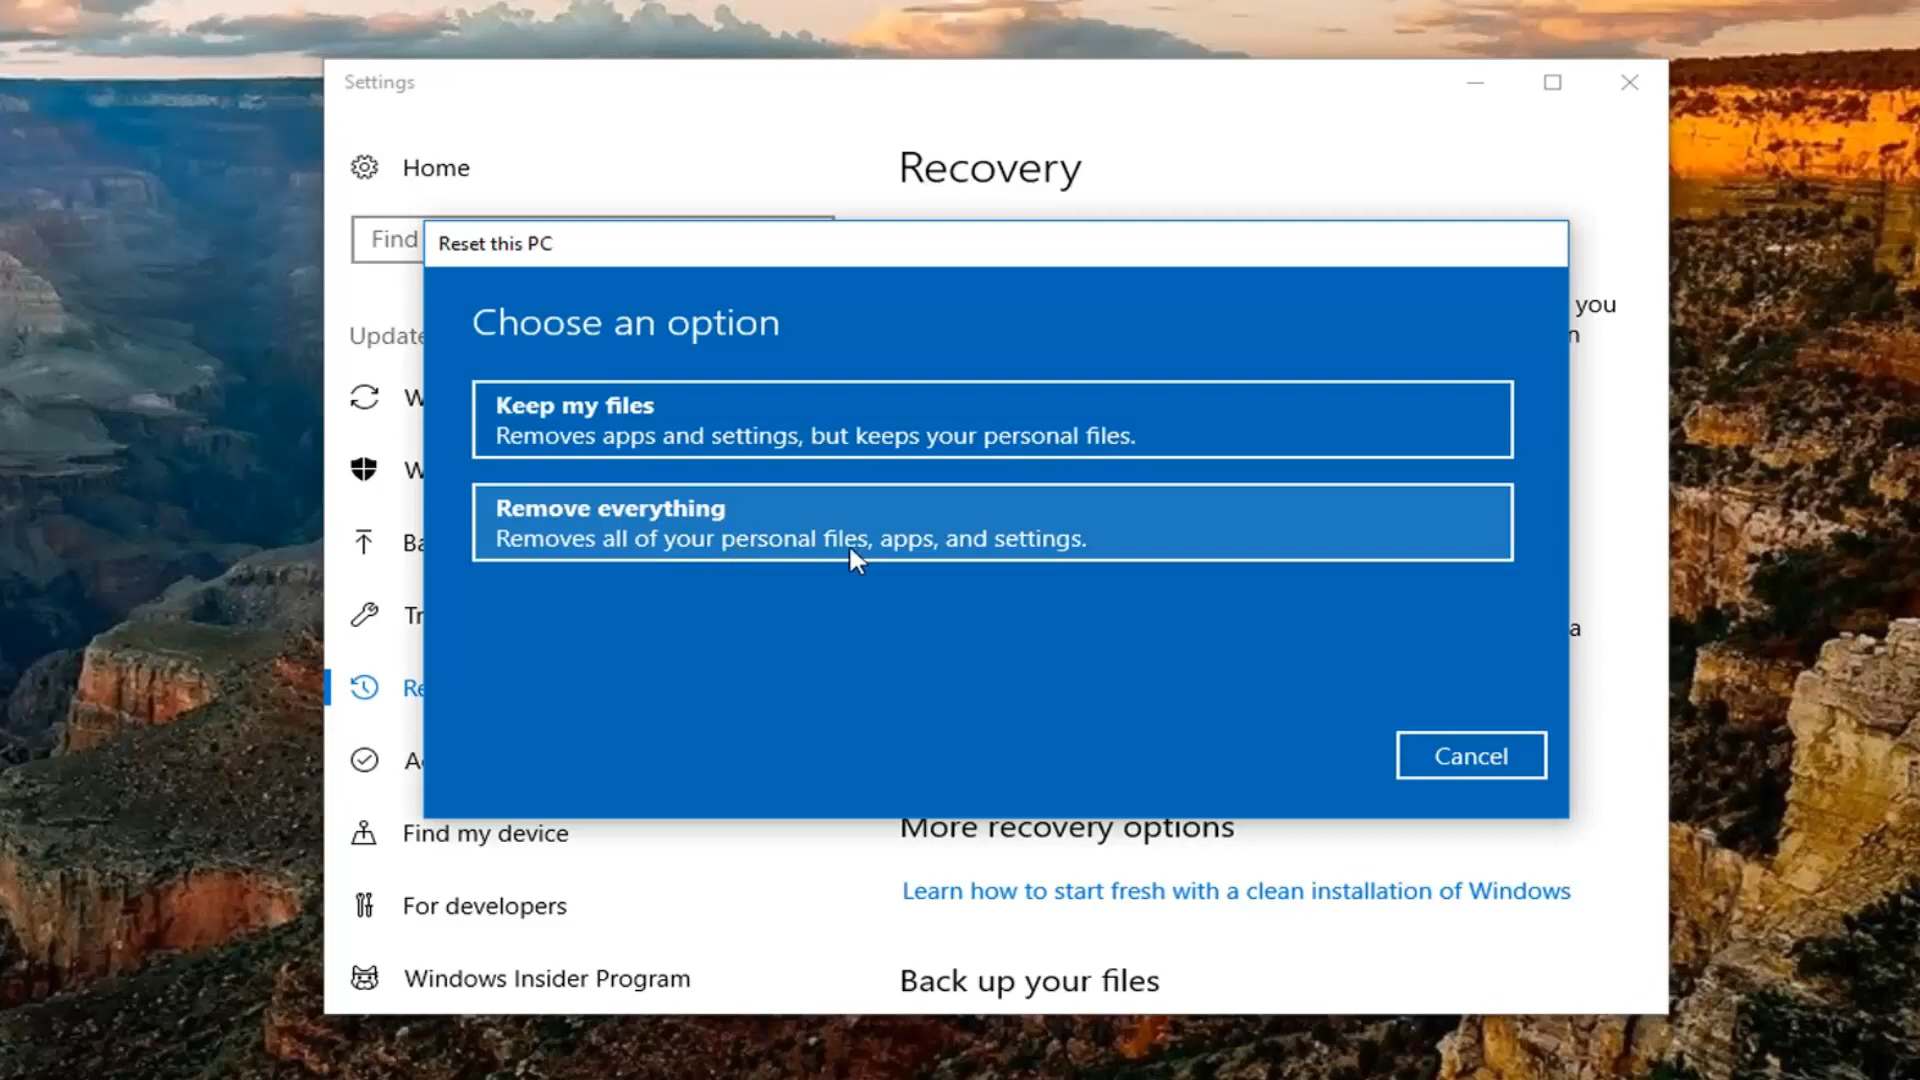 Settings
Home
Recovery
Find
Reset this PC
Choose an option
you
n
Update
Keep my files
Removes apps and settings, but keeps your personal files.
W
W
Remove everything
Removes all of your personal files, apps, and settings.
Ba
Tr
a
Re
A
Cancel
Find my device
More recovery options
Learn how to start fresh with a clean installation of Windows
For developers
Windows Insider Program
Back up your files